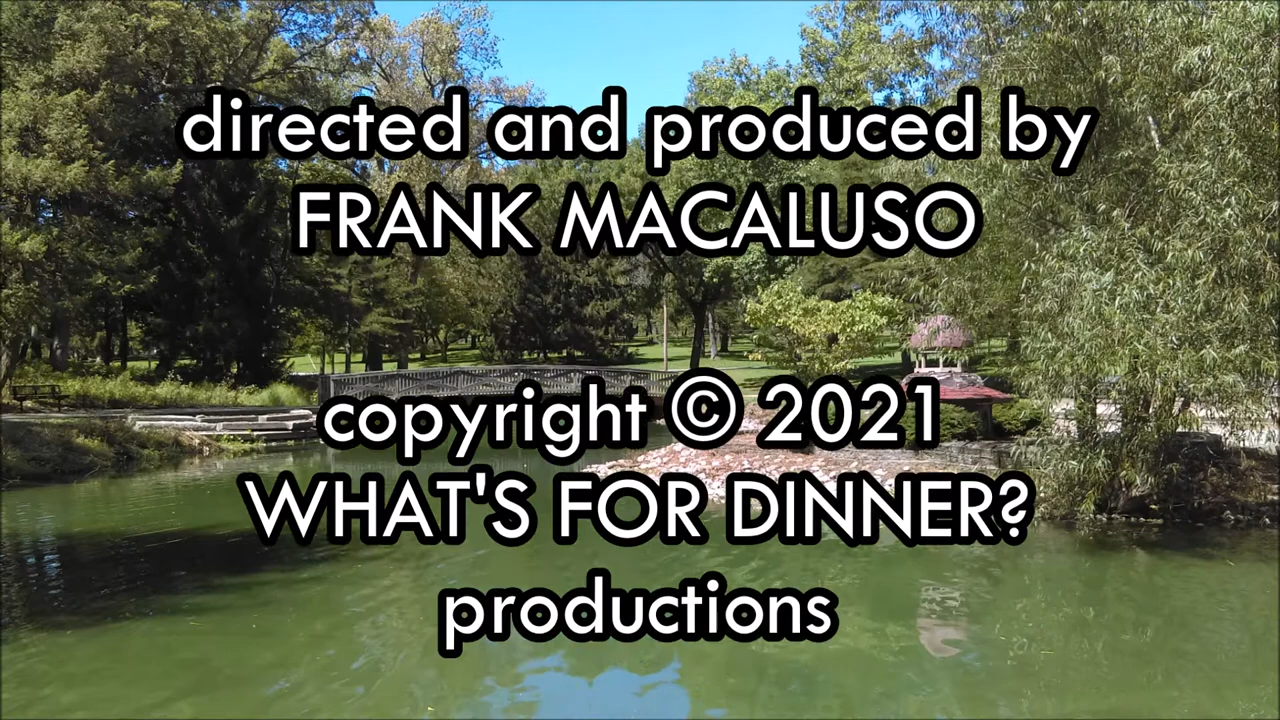 directed and produced by
FRANK MACALUSO
copyright © 2021
WHAT'S FOR DINNER?
productions